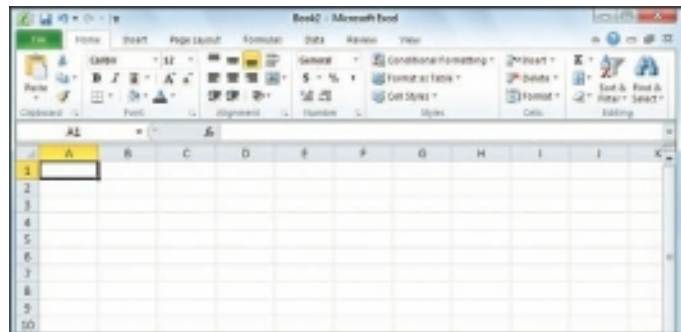 Book2 - Microsoft Excel
File Home Insert Page Layout Formulas Data Review View
Calibri 12 General Conditional Formatting Insert
Paste B I U A A $ % , Format as Table Delete Sort & Find &
Cell Styles Format Filter Select
Clipboard Font Alignment Number Styles Cells Editing
A1 fx
A B C D E F G H I J K
1
2
3
4
5
6
7
8
9
10